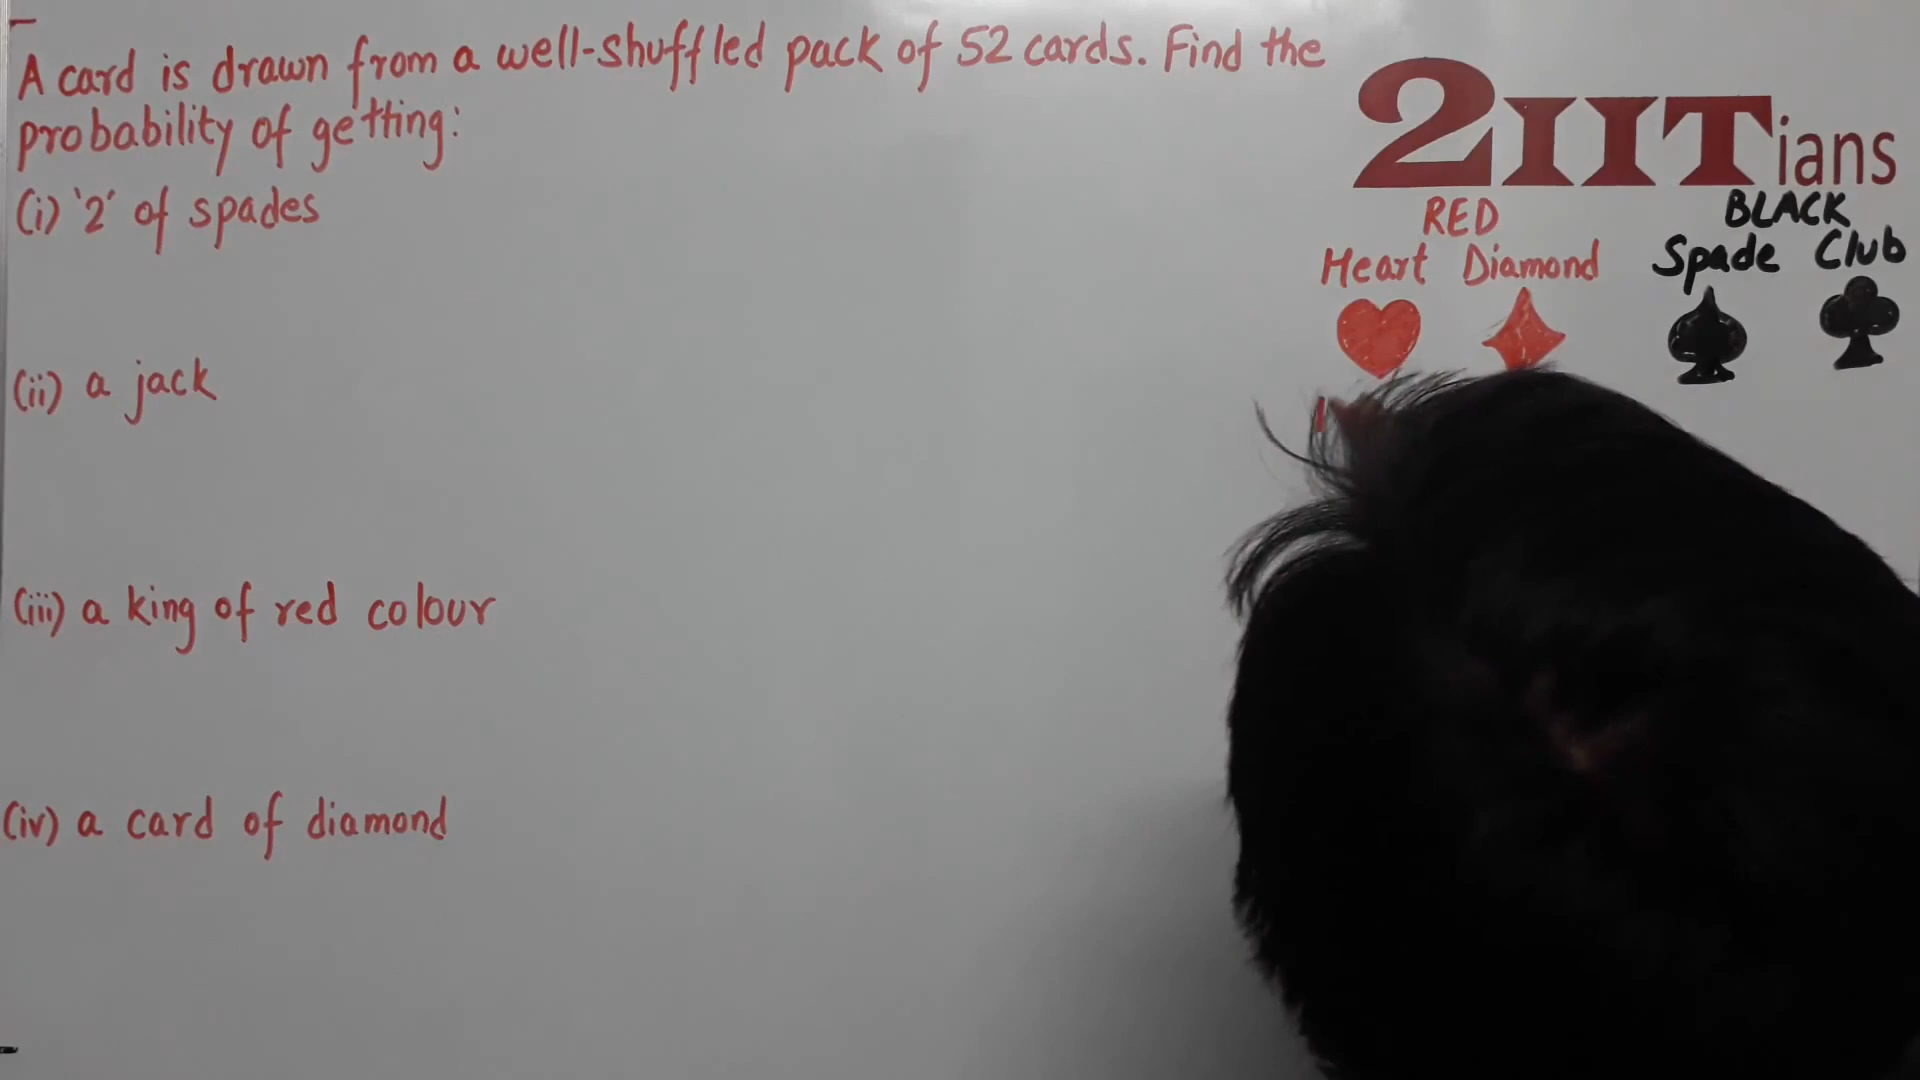 A card is drawn from a well-shuffled pack of 52 cards. Find the
probability of getting:
(i) '2' of spades
(ii) a jack
(iii) a king of red colour
(iv) a card of diamond
2IITians
RED BLACK
Heart Diamond Spade Club